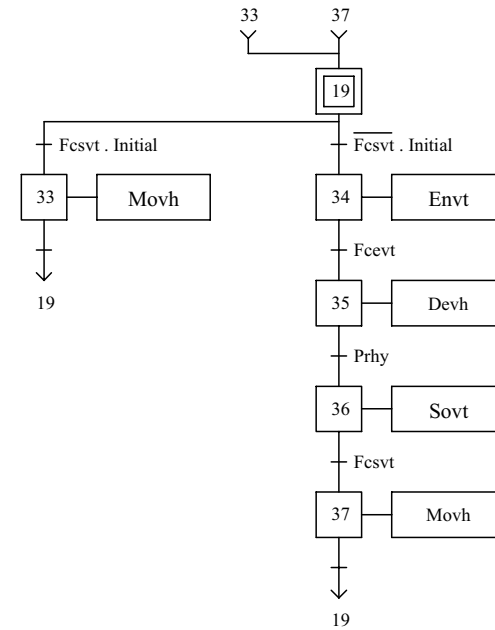 33 37
19
Fcsvt . Initial Fcsvt . Initial
33 Movh 34 Envt
Fcevt
19 35 Devh
Prhy
36 Sovt
Fcsvt
37 Movh
19